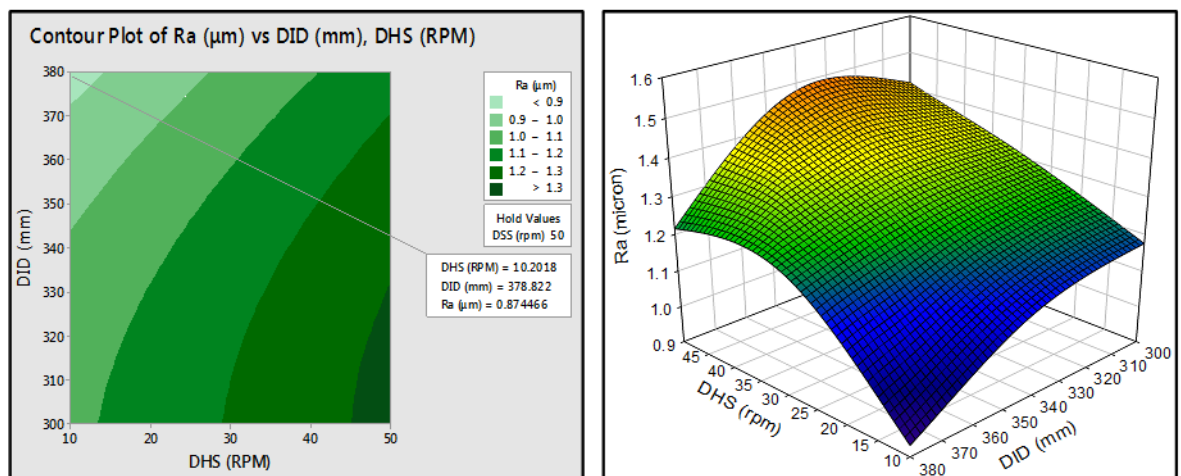 Contour Plot of Ra (μm) vs DID (mm), DHS (RPM)
380
370
360
350
340
330
320
310
300
DID (mm)
10
20
30
40
50
DHS (RPM)
Ra (μm)
< 0.9
0.9 – 1.0
1.0 – 1.1
1.1 – 1.2
1.2 – 1.3
> 1.3
Hold Values
DSS (rpm) 50
DHS (RPM) = 10.2018
DID (mm) = 378.822
Ra (μm) = 0.874466
1.6
1.5
1.4
1.3
1.2
1.1
1.0
0.9
Ra (micron)
45
40
35
30
25
20
15
10
DHS (rpm)
380
370
360
350
340
330
320
310
300
DID (mm)